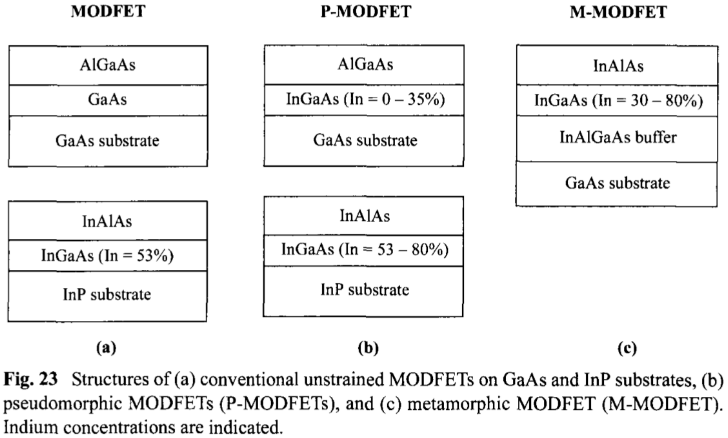 MODFET
P-MODFET
M-MODFET
AlGaAs
GaAs
GaAs substrate
AlGaAs
InGaAs (In = 0 – 35%)
GaAs substrate
InAlAs
InGaAs (In = 30 – 80%)
InAlGaAs buffer
GaAs substrate
InAlAs
InGaAs (In = 53%)
InP substrate
InAlAs
InGaAs (In = 53 – 80%)
InP substrate
(a)
(b)
(c)
Fig. 23 Structures of (a) conventional unstrained MODFETs on GaAs and InP substrates, (b)
pseudomorphic MODFETs (P-MODFETs), and (c) metamorphic MODFET (M-MODFET).
Indium concentrations are indicated.